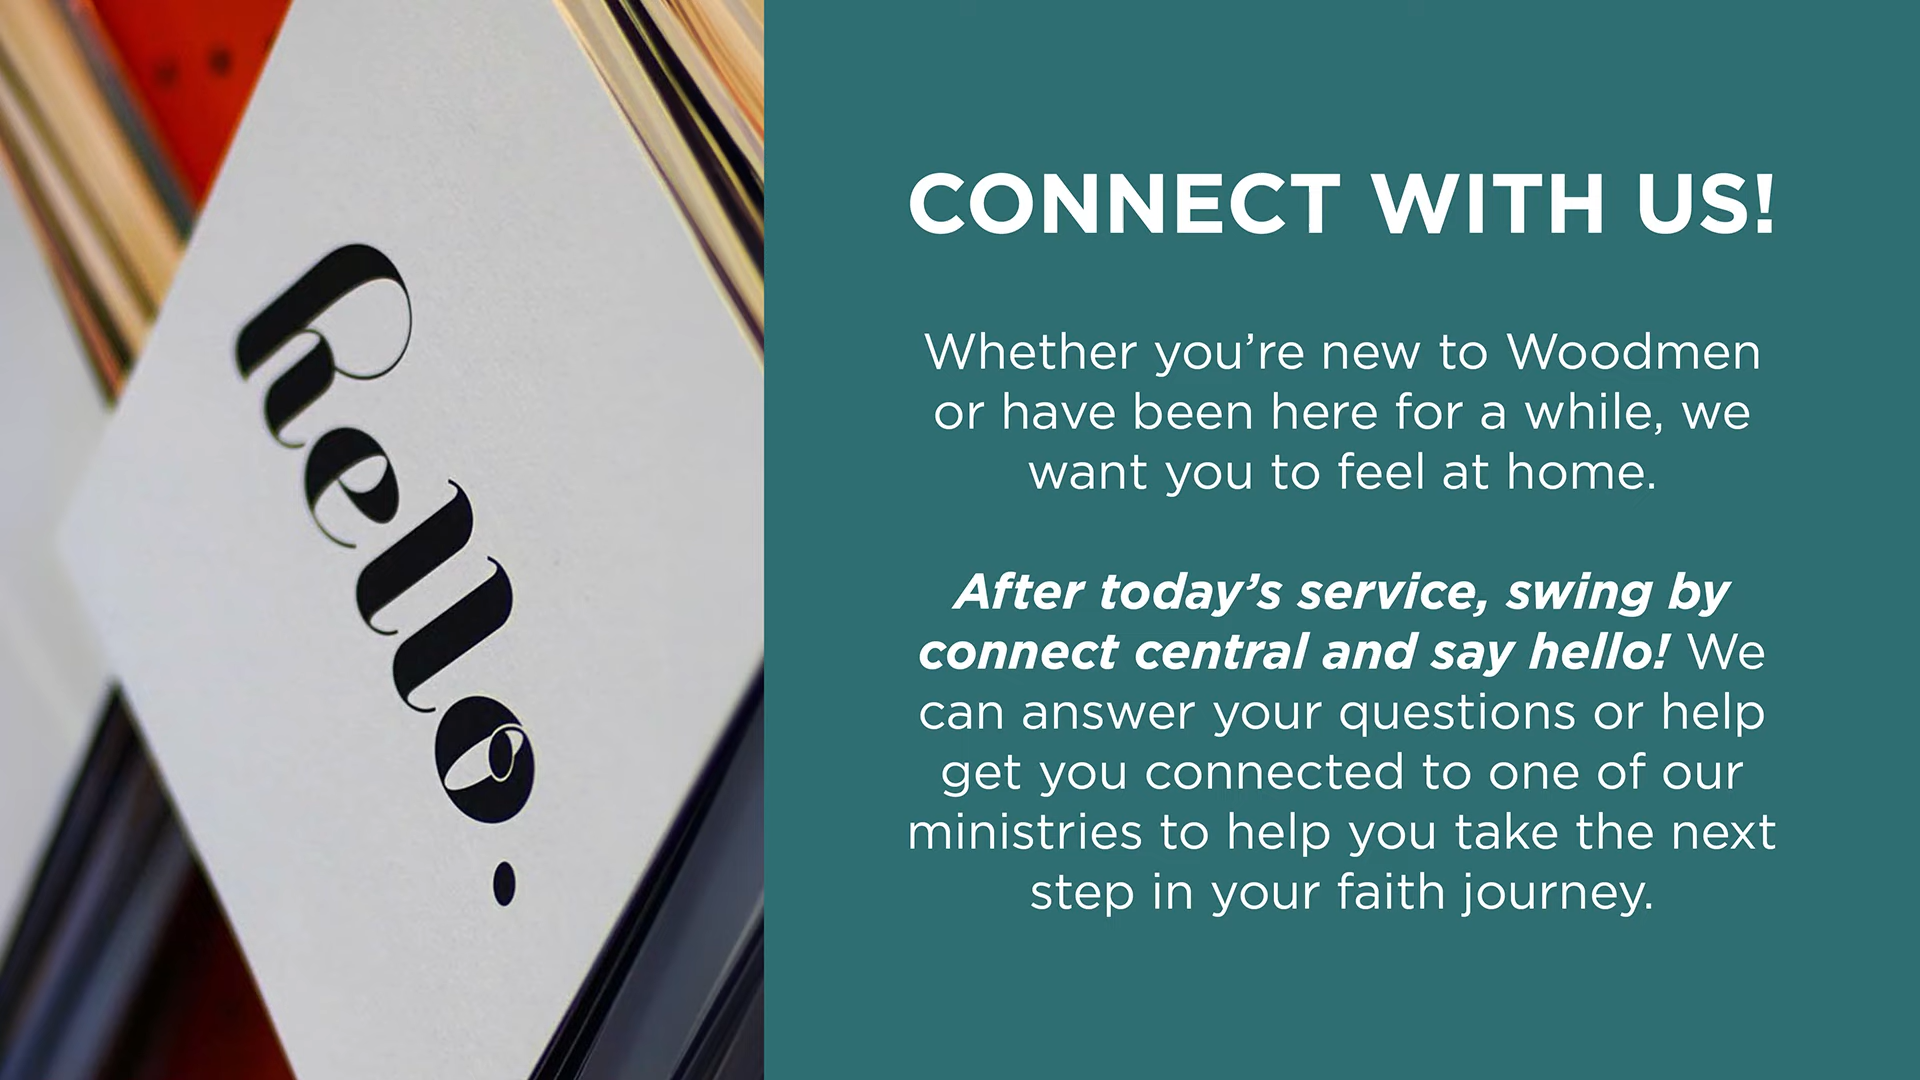 hello.
CONNECT WITH US!
Whether you’re new to Woodmen
or have been here for a while, we
want you to feel at home.
After today’s service, swing by
connect central and say hello! We
can answer your questions or help
get you connected to one of our
ministries to help you take the next
step in your faith journey.